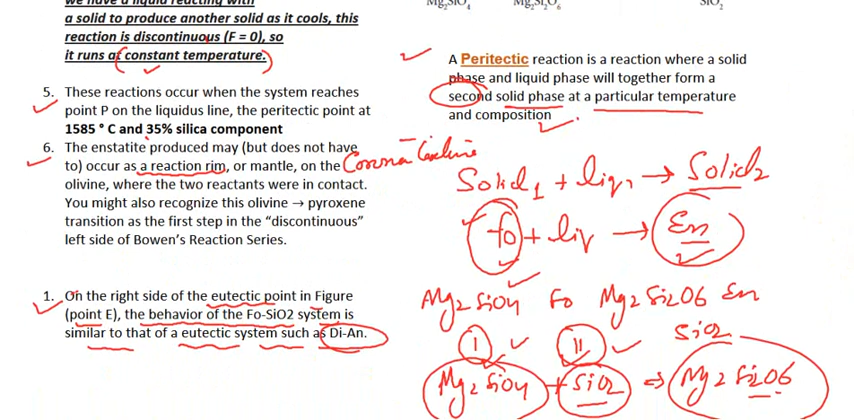 we have a liquid reacting with
a solid to produce another solid as it cools, this
reaction is discontinuous (F = 0), so
it runs at constant temperature.
5. These reactions occur when the system reaches
point P on the liquidus line, the peritectic point at
1585 ° C and 35% silica component
6. The enstatite produced may (but does not have
to) occur as a reaction rim, or mantle, on the
olivine, where the two reactants were in contact.
You might also recognize this olivine → pyroxene
transition as the first step in the “discontinuous”
left side of Bowen's Reaction Series.
1. On the right side of the eutectic point in Figure
(point E), the behavior of the Fo-SiO2 system is
similar to that of a eutectic system such as Di-An.
Mg2SiO4 Mg2Si2O6 SiO2
A Peritectic reaction is a reaction where a solid
phase and liquid phase will together form a
second solid phase at a particular temperature
and composition
Corona
Solid1 + liq → Solid2
fo + liq → En
Mg2SiO4 Fo Mg2Si2O6 En
SiO2
I II
Mg2SiO4 + SiO2 ⇒ Mg2Si2O6